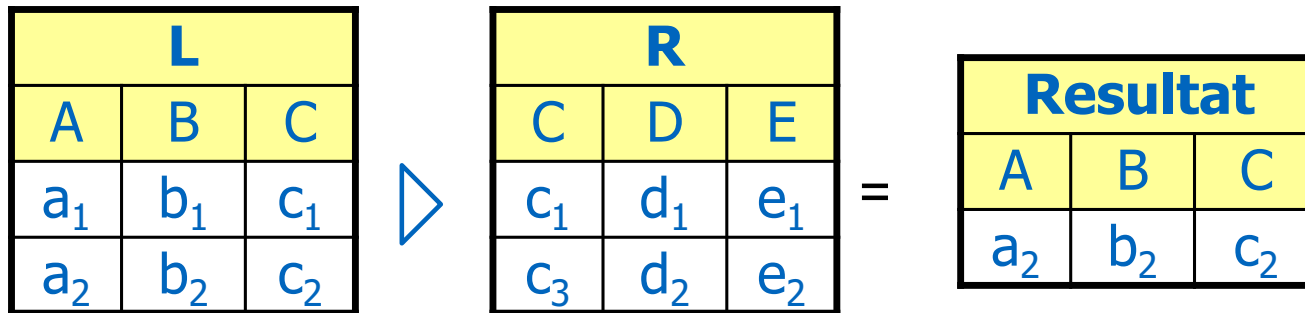 L R Resultat
A B C C D E A B C
a₁ b₁ c₁ ▷ c₁ d₁ e₁ = a₂ b₂ c₂
a₂ b₂ c₂ c₃ d₂ e₂